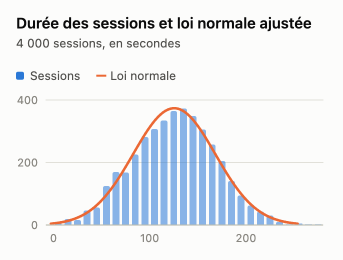 Durée des sessions et loi normale ajustée
4 000 sessions, en secondes
Sessions Loi normale
400
200
0
0 100 200